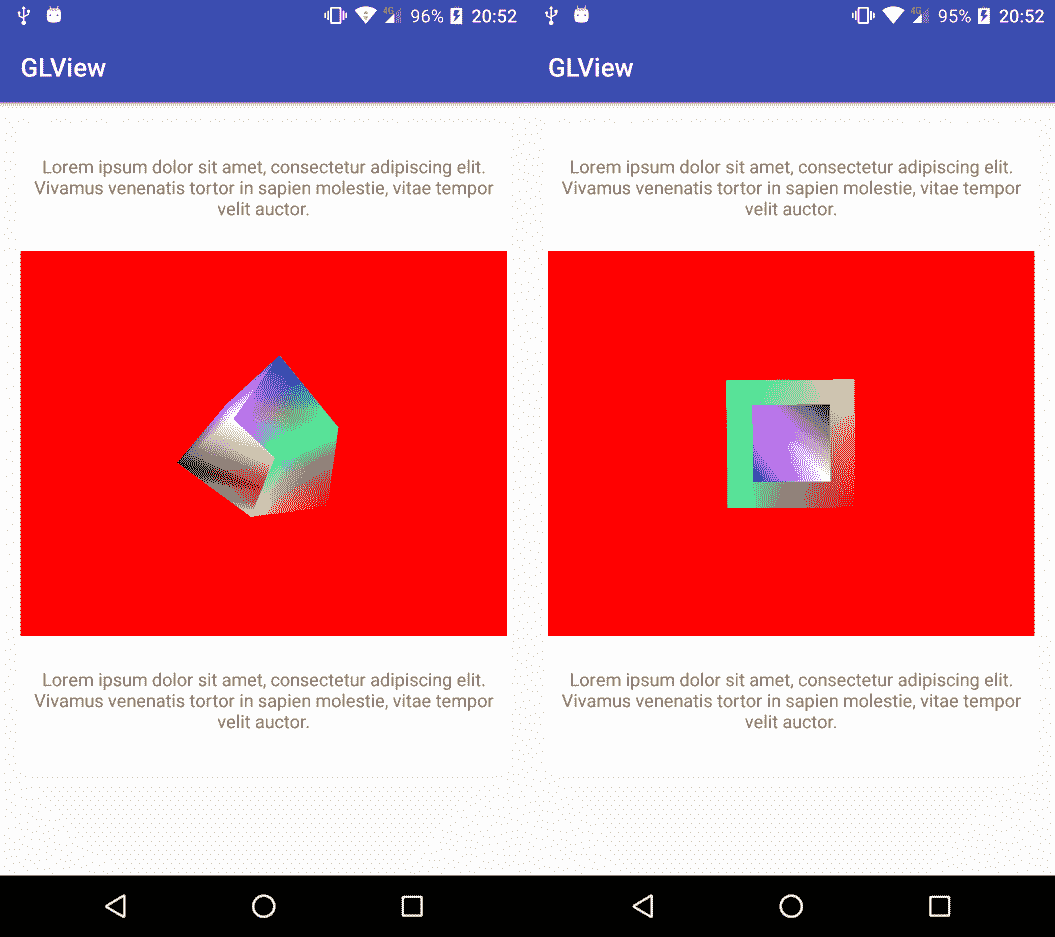 4G 96% 20:52
GLView
Lorem ipsum dolor sit amet, consectetur adipiscing elit.
Vivamus venenatis tortor in sapien molestie, vitae tempor
velit auctor.
Lorem ipsum dolor sit amet, consectetur adipiscing elit.
Vivamus venenatis tortor in sapien molestie, vitae tempor
velit auctor.
4G 95% 20:52
GLView
Lorem ipsum dolor sit amet, consectetur adipiscing elit.
Vivamus venenatis tortor in sapien molestie, vitae tempor
velit auctor.
Lorem ipsum dolor sit amet, consectetur adipiscing elit.
Vivamus venenatis tortor in sapien molestie, vitae tempor
velit auctor.